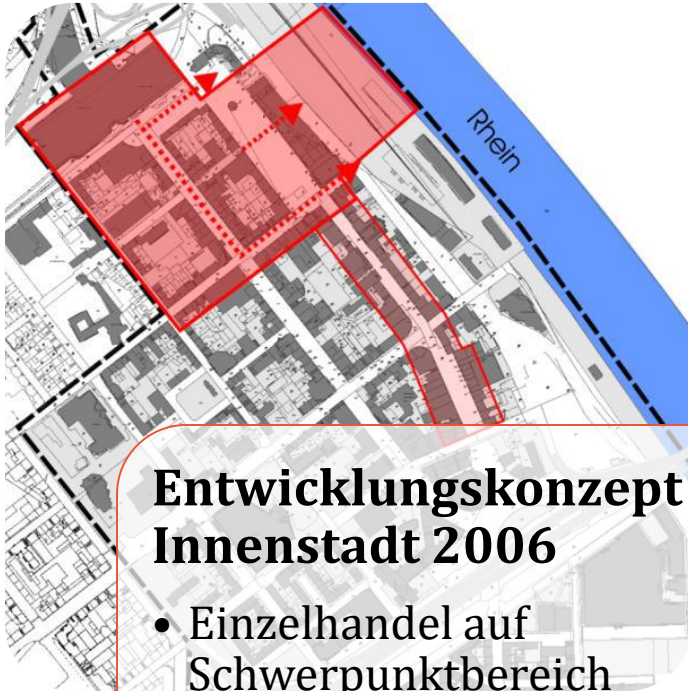 Rhein
Entwicklungskonzept
Innenstadt 2006
• Einzelhandel auf
Schwerpunktbereich